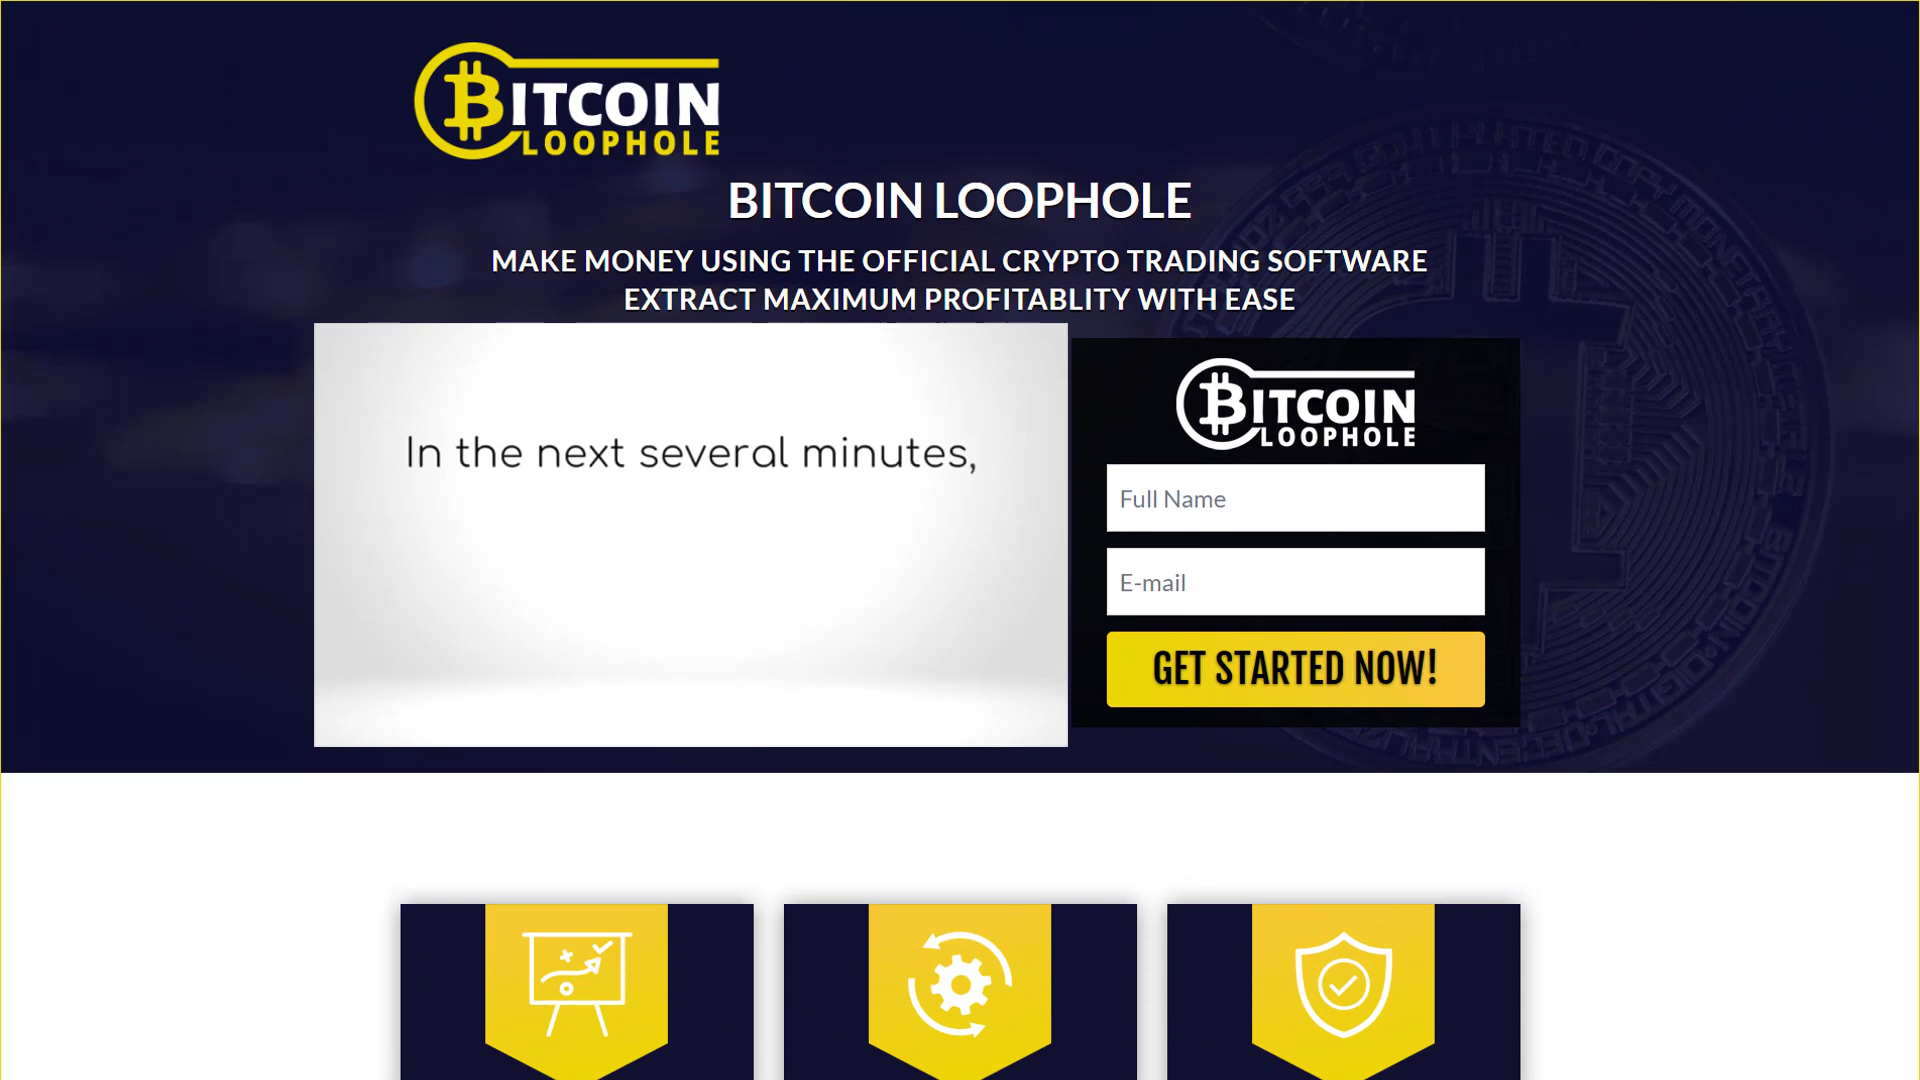 BITCOIN
LOOPHOLE
BITCOIN LOOPHOLE
MAKE MONEY USING THE OFFICIAL CRYPTO TRADING SOFTWARE
EXTRACT MAXIMUM PROFITABLITY WITH EASE
In the next several minutes,
BITCOIN
LOOPHOLE
Full Name
E-mail
GET STARTED NOW!